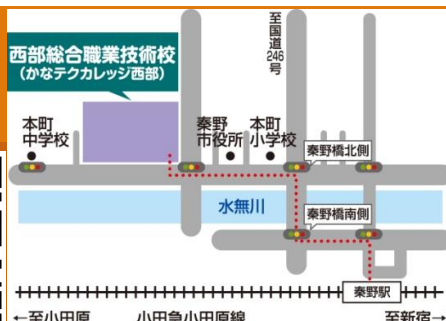 西部総合職業技術校
(かなテクカレッジ西部)
至国道246号
本町
中学校
秦野
市役所
本町
小学校
秦野橋北側
水無川
秦野橋南側
秦野駅
←至小田原
小田急小田原線
至新宿→